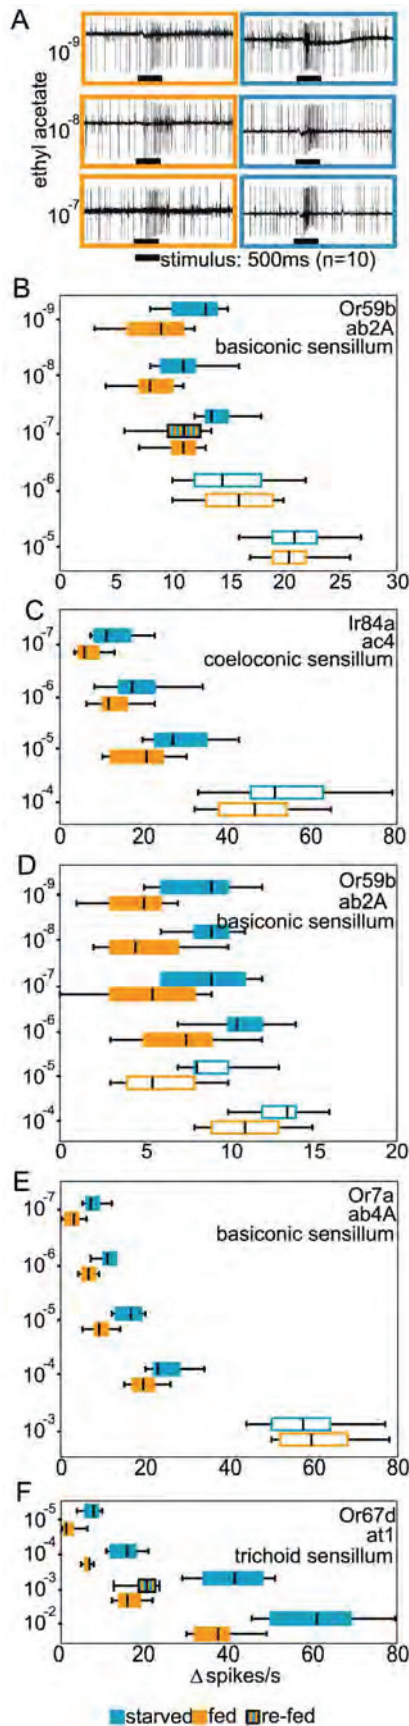 A
ethyl acetate
10-9
10-8
10-7
stimulus: 500ms (n=10)
B
Or59b
ab2A
basiconic sensillum
10-9
10-8
10-7
10-6
10-5
0 5 10 15 20 25 30
C
Ir84a
ac4
coeloconic sensillum
10-7
10-6
10-5
10-4
0 20 40 60 80
D
Or59b
ab2A
basiconic sensillum
10-9
10-8
10-7
10-6
10-5
10-4
5 10 15 20
E
Or7a
ab4A
basiconic sensillum
10-7
10-6
10-5
10-4
10-3
0 20 40 60 80
F
Or67d
at1
trichoid sensillum
10-5
10-4
10-3
10-2
0 20 40 60 80
Δ spikes/s
starved fed re-fed